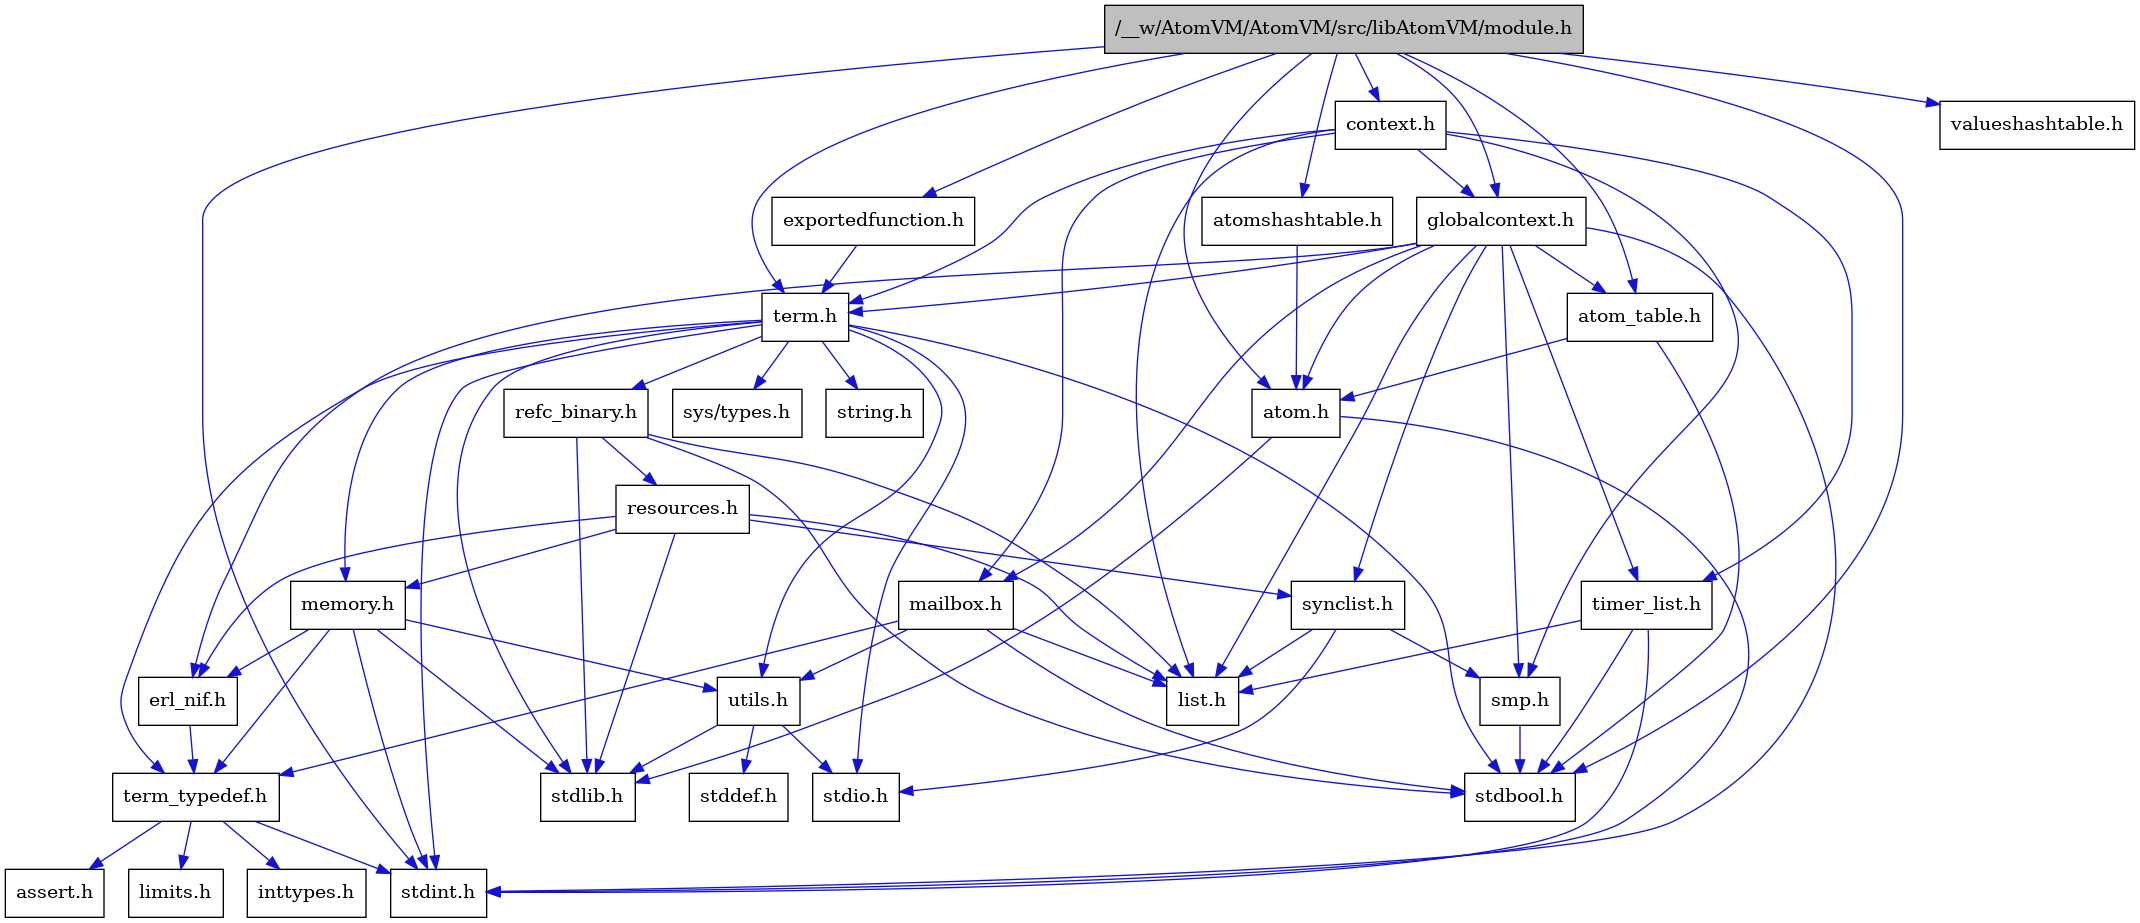 /__w/AtomVM/AtomVM/src/libAtomVM/module.h
context.h
valueshashtable.h
exportedfunction.h
atomshashtable.h
globalcontext.h
term.h
atom_table.h
refc_binary.h
sys/types.h
string.h
atom.h
resources.h
memory.h
mailbox.h
synclist.h
timer_list.h
erl_nif.h
utils.h
list.h
smp.h
term_typedef.h
stdlib.h
stddef.h
stdio.h
stdbool.h
assert.h
limits.h
inttypes.h
stdint.h